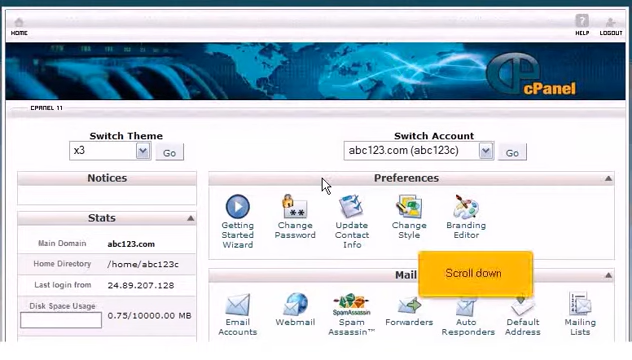 HOME
HELP LOGOUT
cPanel
CPANEL 11
Switch Theme
x3
Go
Switch Account
abc123.com (abc123c)
Go
Notices
Stats
Main Domain abc123.com
Home Directory /home/abc123c
Last login from 24.89.207.128
Disk Space Usage
0.75/10000.00 MB
Preferences
Getting Started Wizard
Change Password
Update Contact Info
Change Style
Branding Editor
Mail
Scroll down
Email Accounts
Webmail
SpamAssassin
Spam Assassin™
Forwarders
Auto Responders
Default Address
Mailing Lists